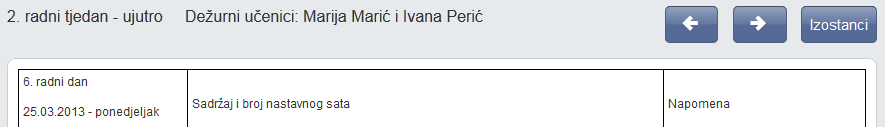 2. radni tjedan - ujutro Dežurni učenici: Marija Marić i Ivana Perić
Izostanci
6. radni dan
25.03.2013 - ponedjeljak
Sadržaj i broj nastavnog sata
Napomena